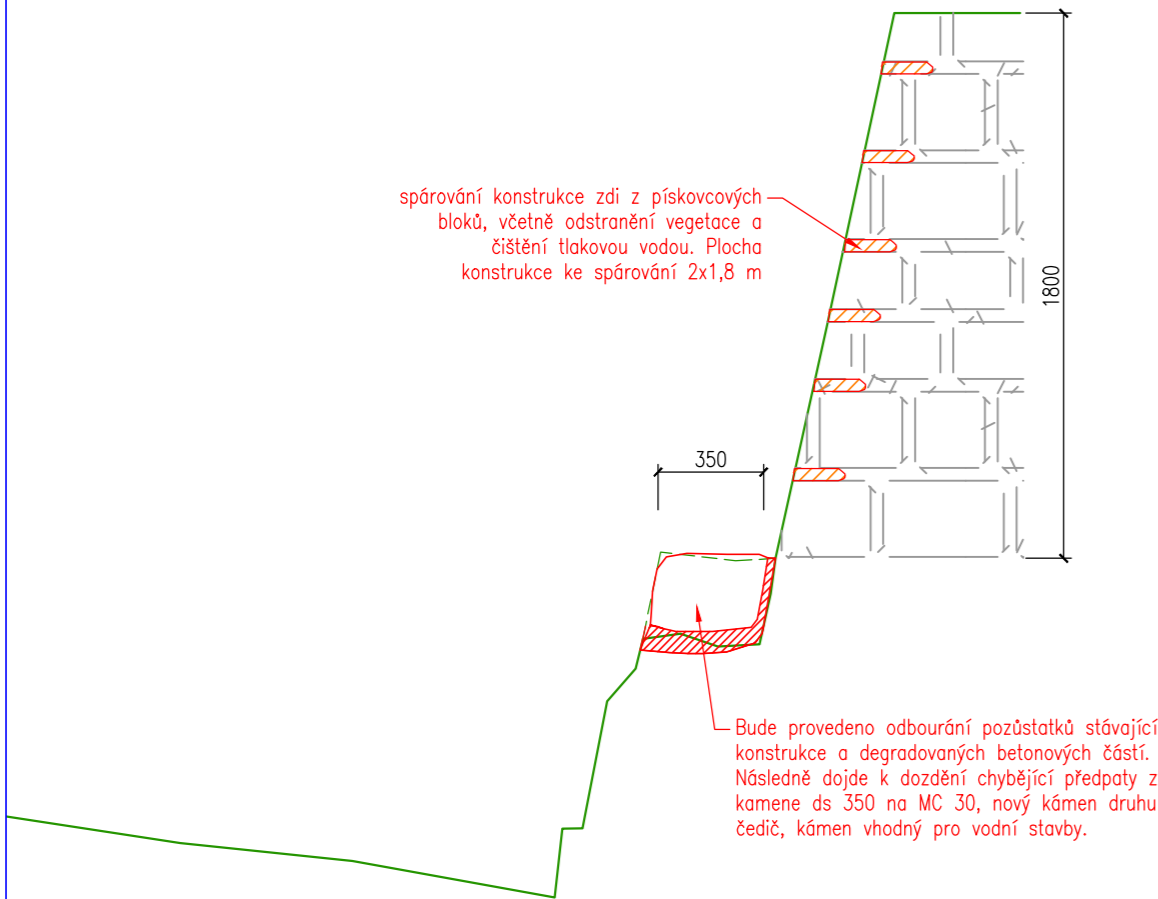 spárování konstrukce zdi z pískovcových
bloků, včetně odstranění vegetace a
čištění tlakovou vodou. Plocha
konstrukce ke spárování 2x1,8 m
1800
350
Bude provedeno odbourání pozůstatků stávající
konstrukce a degradovaných betonových částí.
Následně dojde k dozdění chybějící předpaty z
kamene ds 350 na MC 30, nový kámen druhu
čedič, kámen vhodný pro vodní stavby.